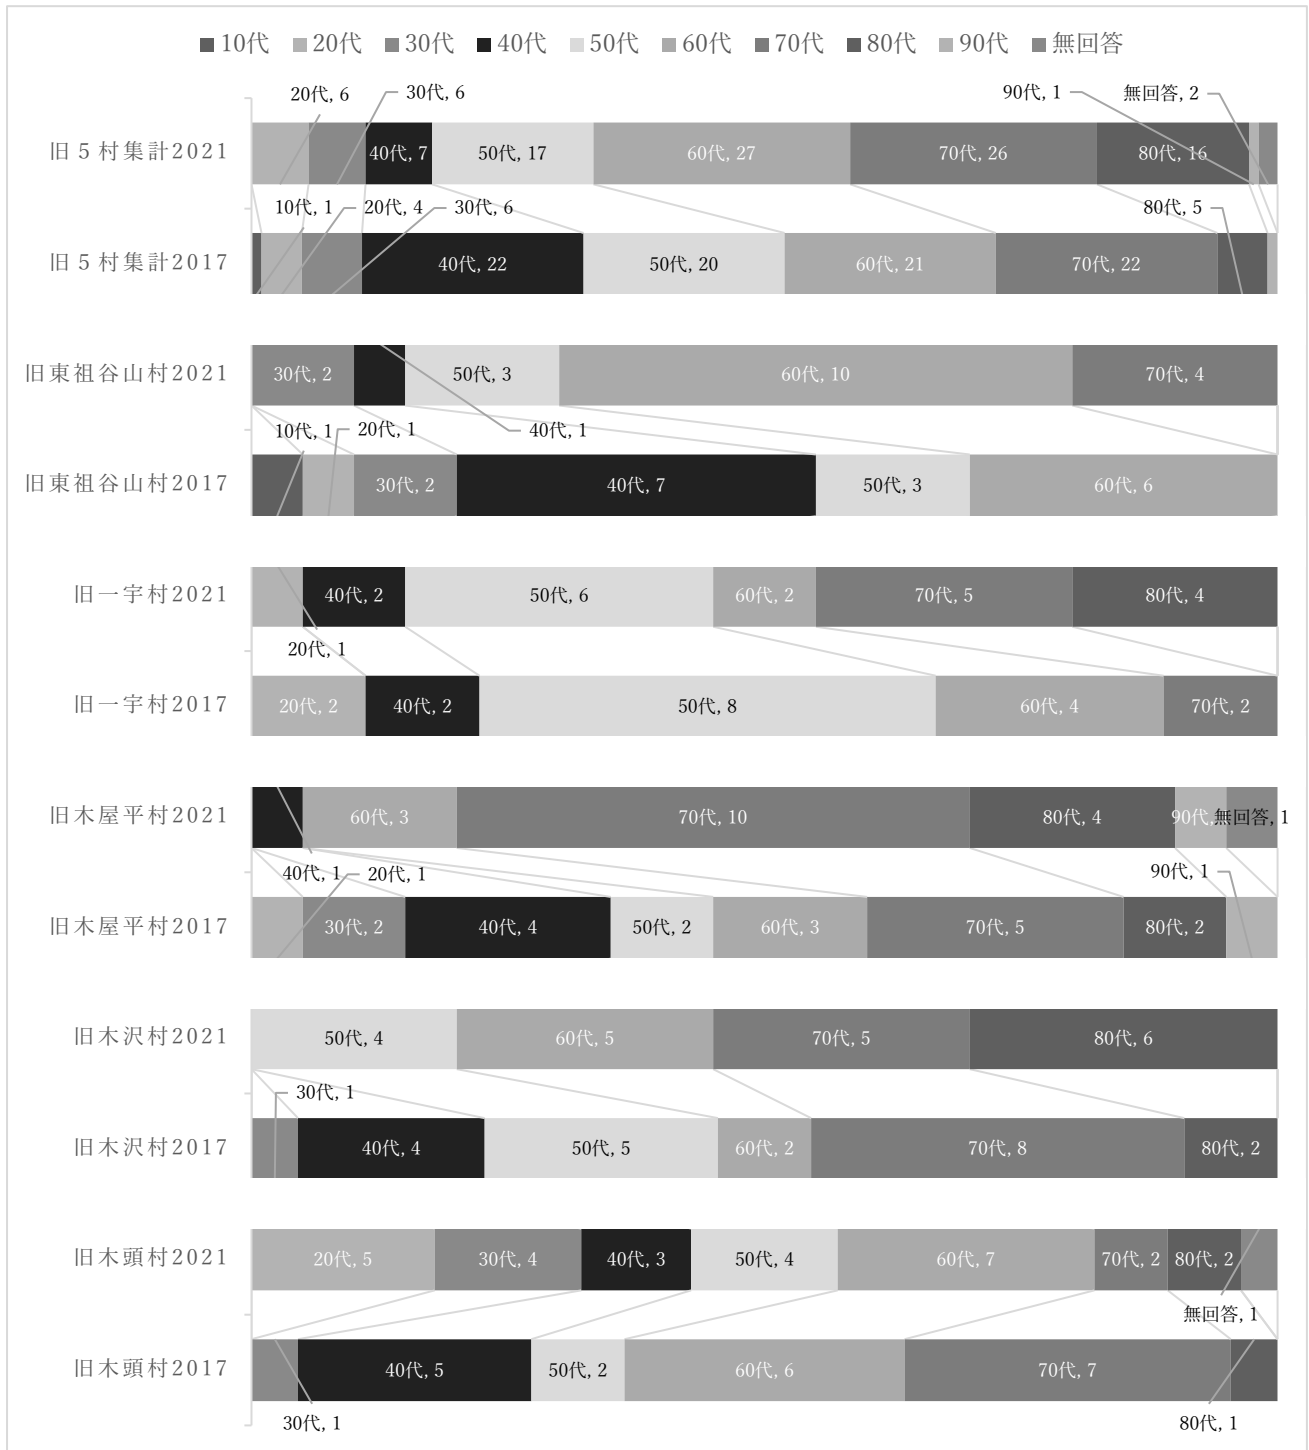 10代 20代 30代 40代 50代 60代 70代 80代 90代 無回答
20代, 6 30代, 6 90代, 1 無回答, 2
旧５村集計2021 40代, 7 50代, 17 60代, 27 70代, 26 80代, 16
10代, 1 20代, 4 30代, 6 80代, 5
旧５村集計2017 40代, 22 50代, 20 60代, 21 70代, 22
旧東祖谷山村2021 30代, 2 50代, 3 60代, 10 70代, 4
10代, 1 20代, 1 40代, 1
旧東祖谷山村2017 30代, 2 40代, 7 50代, 3 60代, 6
旧一宇村2021 40代, 2 50代, 6 60代, 2 70代, 5 80代, 4
20代, 1
旧一宇村2017 20代, 2 40代, 2 50代, 8 60代, 4 70代, 2
旧木屋平村2021 60代, 3 70代, 10 80代, 4 90代, 無回答, 1
40代, 1 20代, 1 90代, 1
旧木屋平村2017 30代, 2 40代, 4 50代, 2 60代, 3 70代, 5 80代, 2
旧木沢村2021 50代, 4 60代, 5 70代, 5 80代, 6
30代, 1
旧木沢村2017 40代, 4 50代, 5 60代, 2 70代, 8 80代, 2
旧木頭村2021 20代, 5 30代, 4 40代, 3 50代, 4 60代, 7 70代, 2 80代, 2
無回答, 1
旧木頭村2017 40代, 5 50代, 2 60代, 6 70代, 7
30代, 1 80代, 1